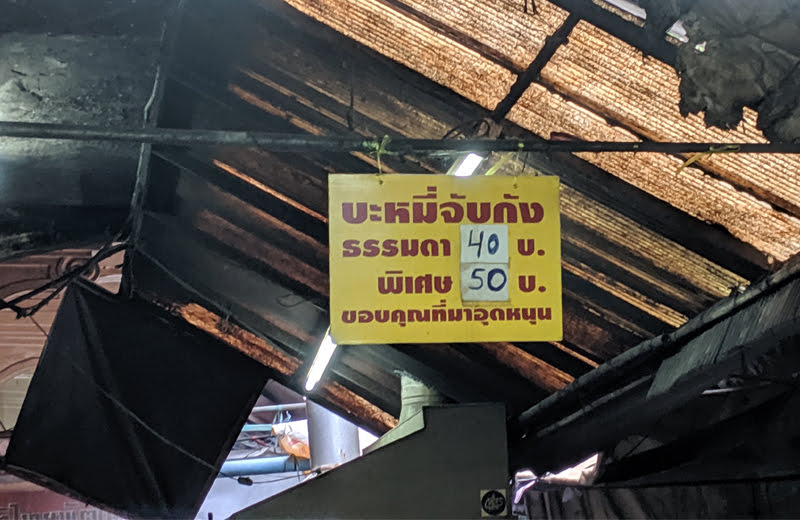 บะหมี่จับกัง
ธรรมดา 40 บ.
พิเศษ 50 บ.
ขอบคุณที่มาอุดหนุน